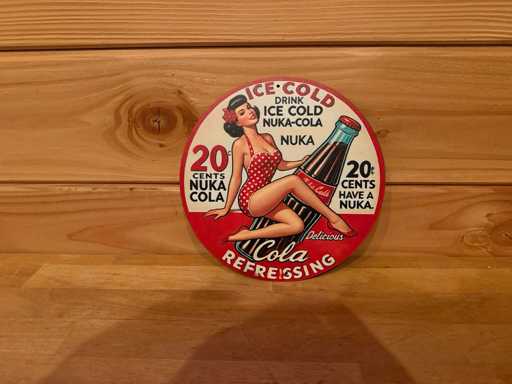 ICE·COLD
DRINK
ICE COLD
NUKA-COLA
NUKA
20¢
CENTS
NUKA
COLA
20¢
CENTS
HAVE A
NUKA.
Delicious
Cola
REFRESSING